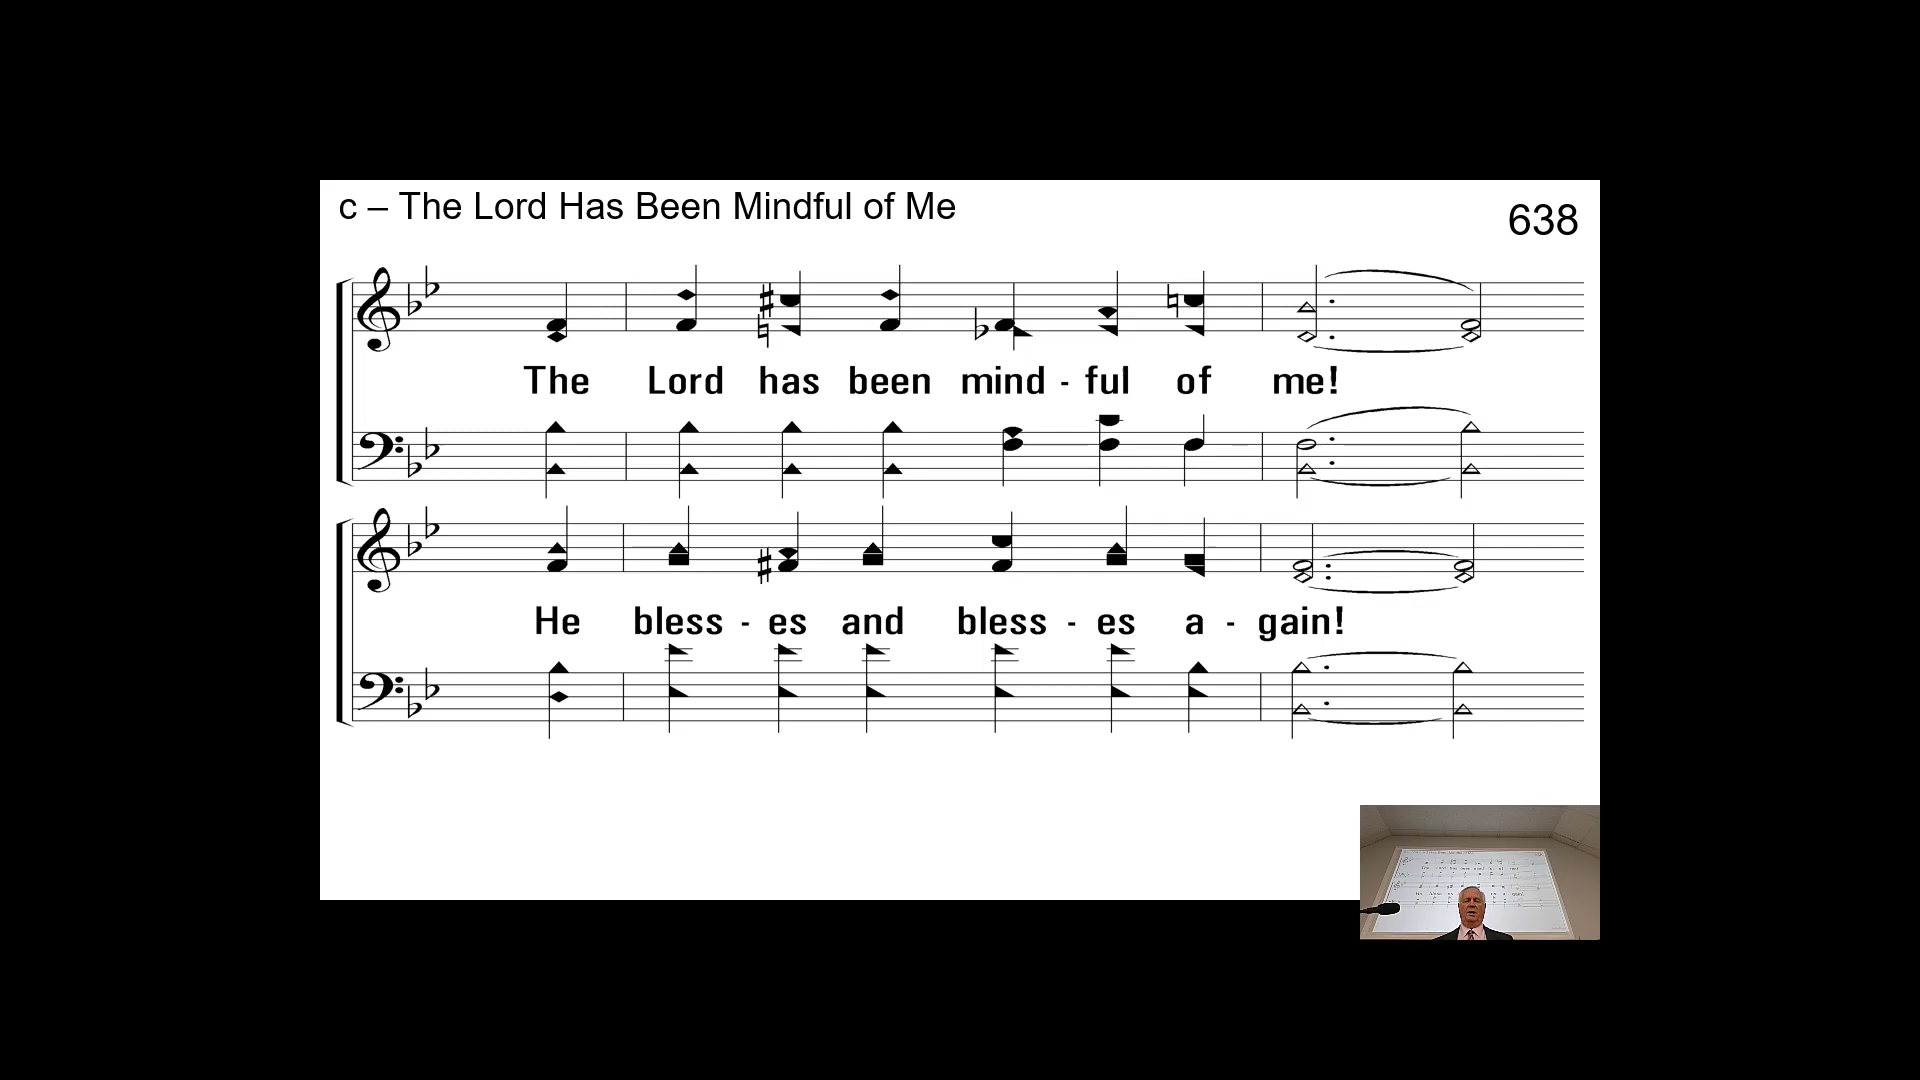 c – The Lord Has Been Mindful of Me
638
The Lord has been mind - ful of me!
He bless - es and bless - es a - gain!